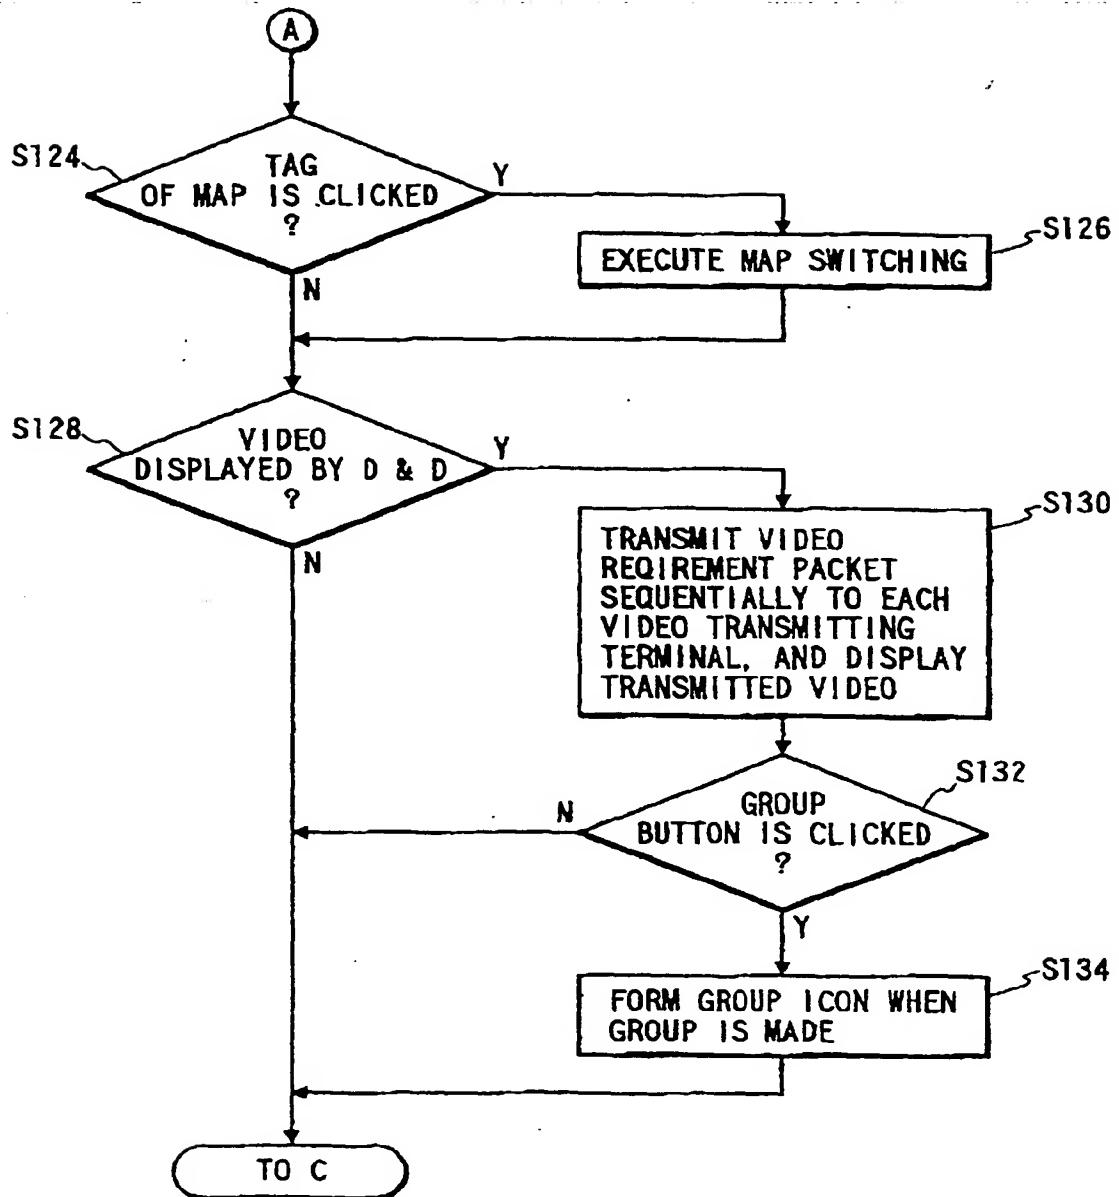 A
S124
TAG
OF MAP IS CLICKED
?
Y
N
S126
EXECUTE MAP SWITCHING
S128
VIDEO
DISPLAYED BY D & D
?
Y
N
S130
TRANSMIT VIDEO
REQIREMENT PACKET
SEQUENTIALLY TO EACH
VIDEO TRANSMITTING
TERMINAL, AND DISPLAY
TRANSMITTED VIDEO
S132
GROUP
BUTTON IS CLICKED
?
N
Y
S134
FORM GROUP ICON WHEN
GROUP IS MADE
TO C